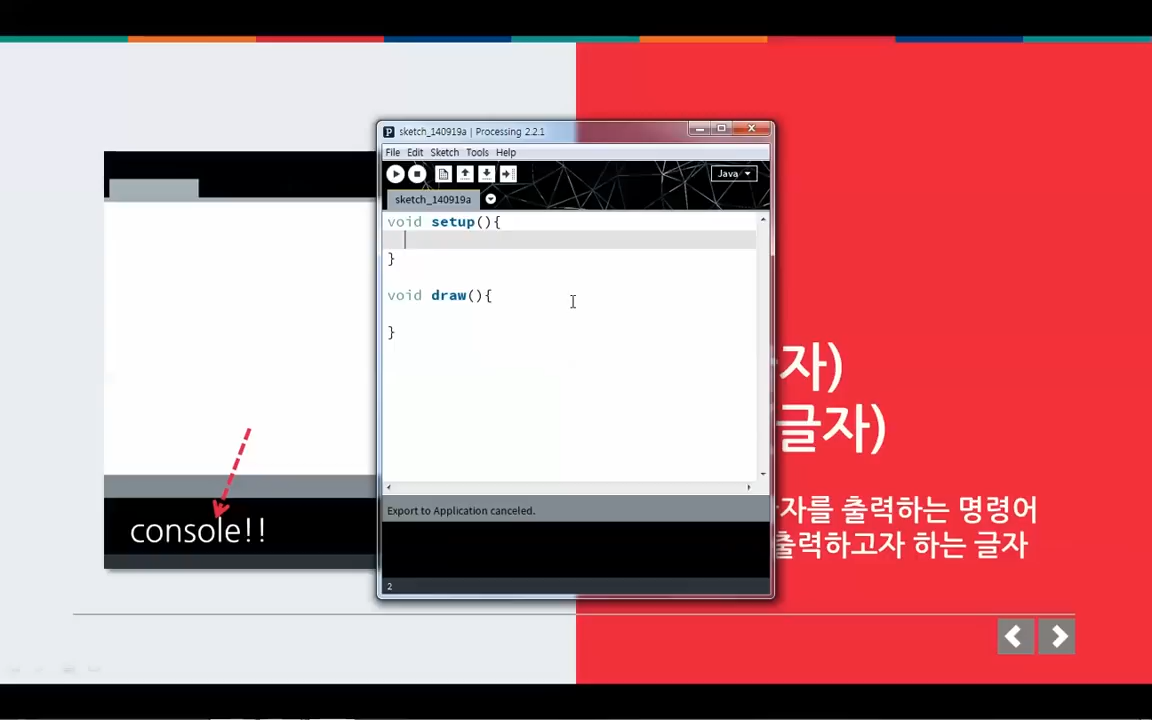 sketch_140919a | Processing 2.2.1
File Edit Sketch Tools Help
Java
sketch_140919a
void setup(){
}
void draw(){
}
Export to Application canceled.
2
console!!
자)
글자)
자를 출력하는 명령어
출력하고자 하는 글자